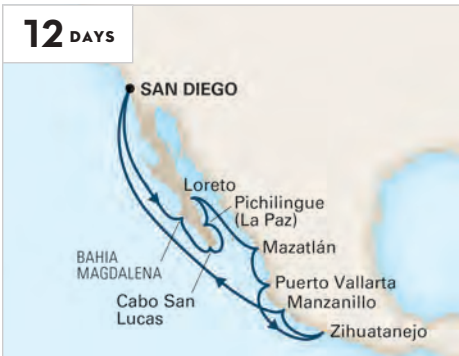 12 DAYS
SAN DIEGO
Loreto
Pichilingue
(La Paz)
Mazatlán
BAHIA
MAGDALENA
Cabo San
Lucas
Puerto Vallarta
Manzanillo
Zihuatanejo